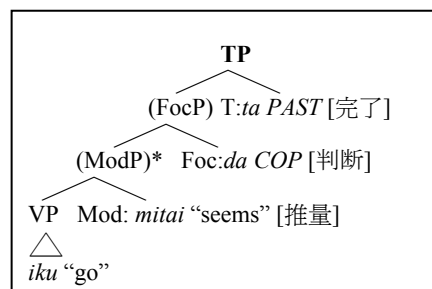 TP
(FocP) T:ta PAST [完了]
(ModP)* Foc:da COP [判断]
VP Mod: mitai “seems” [推量]
iku “go”